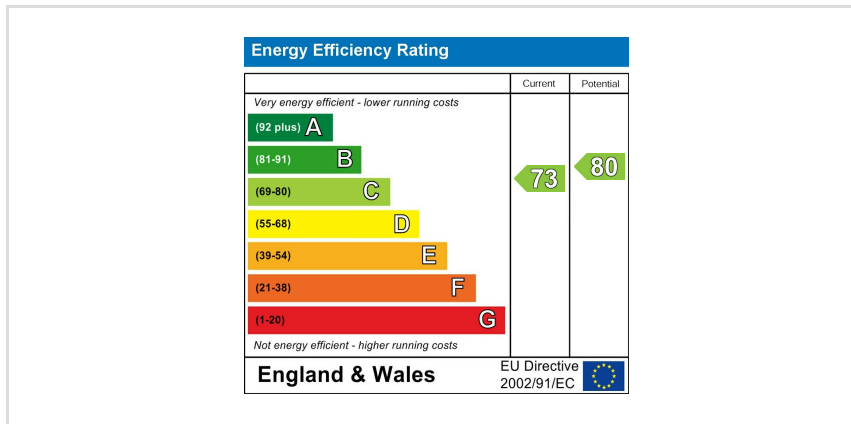 Energy Efficiency Rating
Current Potential
Very energy efficient - lower running costs
(92 plus) A
(81-91) B
(69-80) C
73
80
(55-68) D
(39-54) E
(21-38) F
(1-20) G
Not energy efficient - higher running costs
England & Wales
EU Directive
2002/91/EC